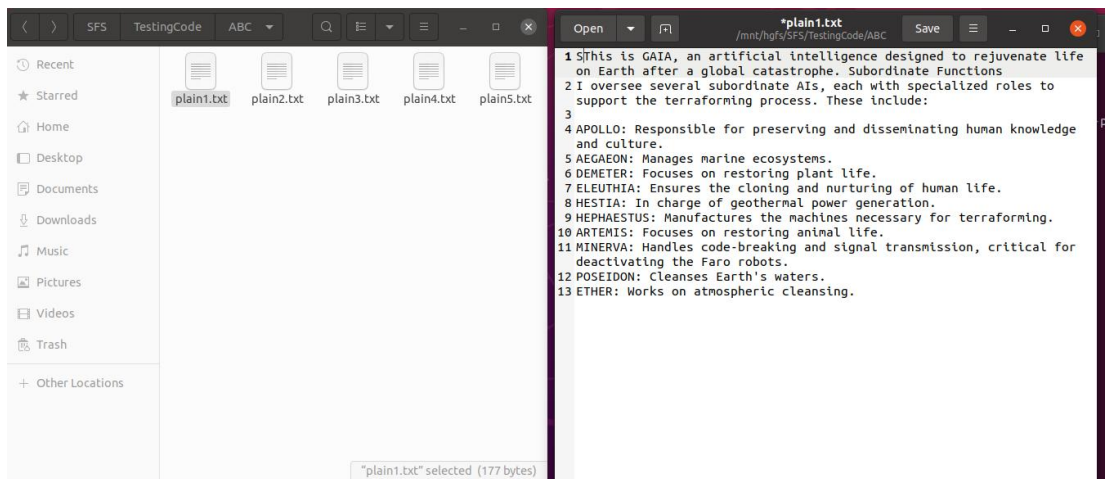 SFS TestingCode ABC
Recent
Starred
Home
Desktop
Documents
Downloads
Music
Pictures
Videos
Trash
+ Other Locations
plain1.txt plain2.txt plain3.txt plain4.txt plain5.txt
"plain1.txt" selected (177 bytes)
Open *plain1.txt Save
/mnt/hgfs/SFS/TestingCode/ABC
1 SThis is GAIA, an artificial intelligence designed to rejuvenate life
on Earth after a global catastrophe. Subordinate Functions
2 I oversee several subordinate AIs, each with specialized roles to
support the terraforming process. These include:
3
4 APOLLO: Responsible for preserving and disseminating human knowledge
and culture.
5 AEGAEON: Manages marine ecosystems.
6 DEMETER: Focuses on restoring plant life.
7 ELEUTHIA: Ensures the cloning and nurturing of human life.
8 HESTIA: In charge of geothermal power generation.
9 HEPHAESTUS: Manufactures the machines necessary for terraforming.
10 ARTEMIS: Focuses on restoring animal life.
11 MINERVA: Handles code-breaking and signal transmission, critical for
deactivating the Faro robots.
12 POSEIDON: Cleanses Earth's waters.
13 ETHER: Works on atmospheric cleansing.